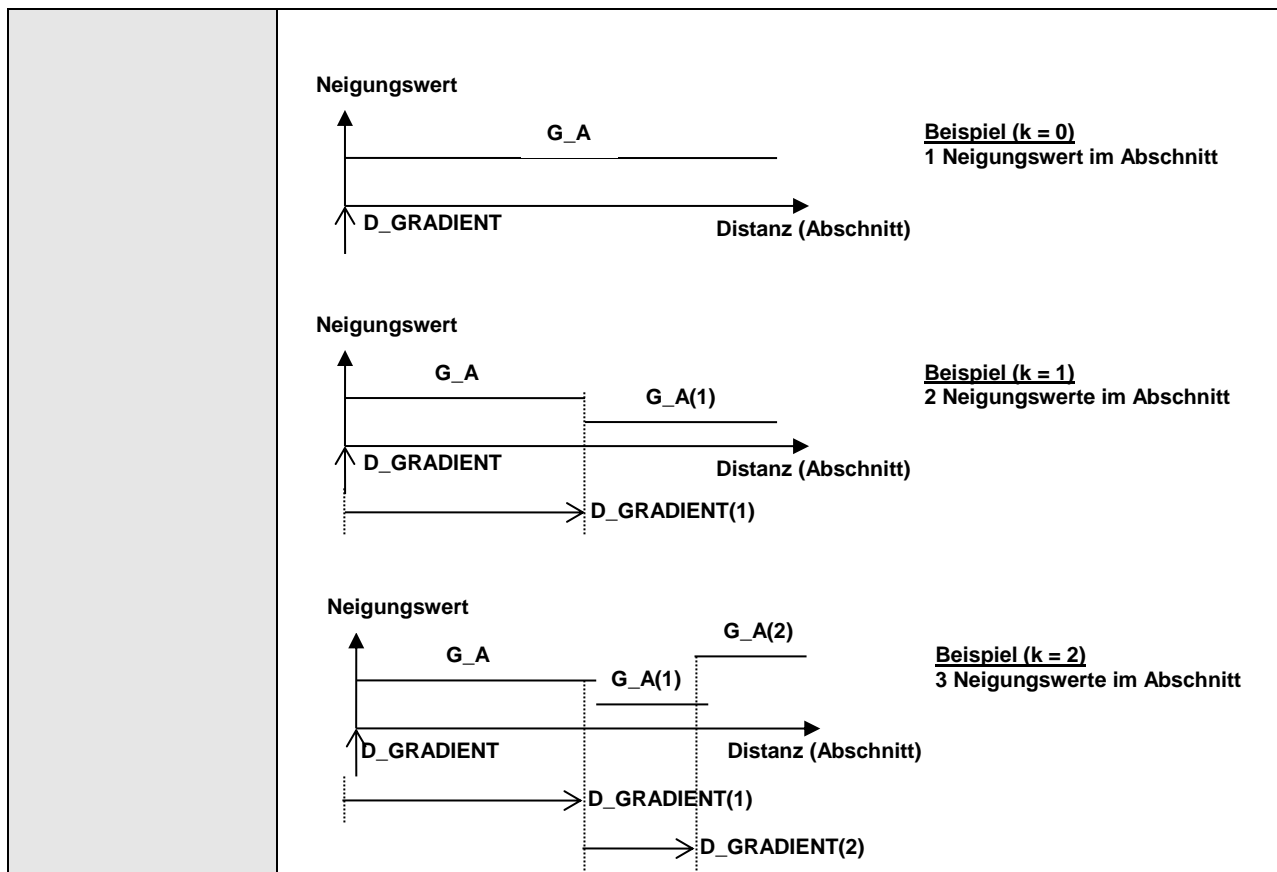 Neigungswert
G_A
Beispiel (k = 0)
1 Neigungswert im Abschnitt
D_GRADIENT
Distanz (Abschnitt)
Neigungswert
G_A
G_A(1)
Beispiel (k = 1)
2 Neigungswerte im Abschnitt
D_GRADIENT
Distanz (Abschnitt)
D_GRADIENT(1)
Neigungswert
G_A
G_A(1)
G_A(2)
Beispiel (k = 2)
3 Neigungswerte im Abschnitt
D_GRADIENT
Distanz (Abschnitt)
D_GRADIENT(1)
D_GRADIENT(2)